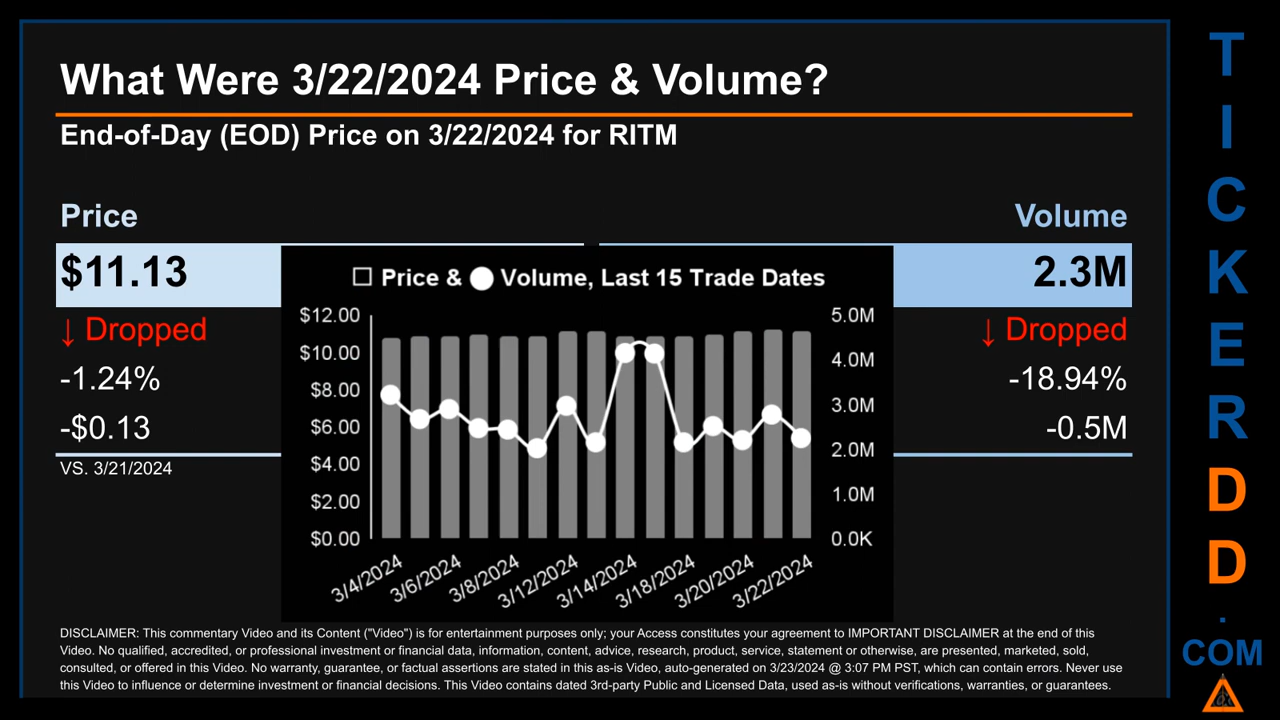 What Were 3/22/2024 Price & Volume?
End-of-Day (EOD) Price on 3/22/2024 for RITM
Price
Volume
$11.13
2.3M
↓ Dropped
↓ Dropped
-1.24%
-18.94%
-$0.13
-0.5M
VS. 3/21/2024
Price & Volume, Last 15 Trade Dates
$12.00
$10.00
$8.00
$6.00
$4.00
$2.00
$0.00
5.0M
4.0M
3.0M
2.0M
1.0M
0.0K
3/4/2024
3/6/2024
3/8/2024
3/12/2024
3/14/2024
3/18/2024
3/20/2024
3/22/2024
DISCLAIMER: This commentary Video and its Content ("Video") is for entertainment purposes only; your Access constitutes your agreement to IMPORTANT DISCLAIMER at the end of this
Video. No qualified, accredited, or professional investment or financial data, information, content, advice, research, product, service, statement or otherwise, are presented, marketed, sold,
consulted, or offered in this Video. No warranty, guarantee, or factual assertions are stated in this as-is Video, auto-generated on 3/23/2024 @ 3:07 PM PST, which can contain errors. Never use
this Video to influence or determine investment or financial decisions. This Video contains dated 3rd-party Public and Licensed Data, used as-is without verifications, warranties, or guarantees.
T
I
C
K
E
R
D
D
.
COM